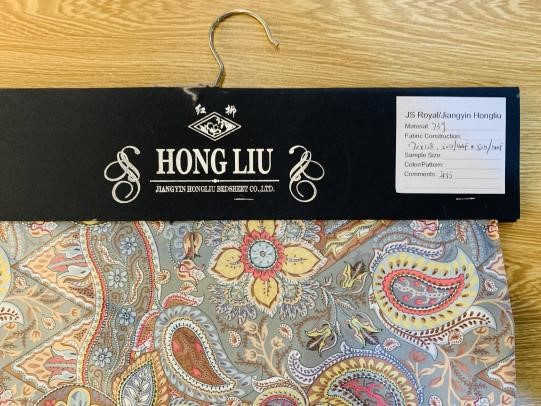 红柳
HONG LIU
JIANGYIN HONGLIU BEDSHEET CO.,LTD.
JS Royal/Jiangyin Hongliu
Material:
Fabric Construction:
Sample Size:
Color/Pattern:
Comments: